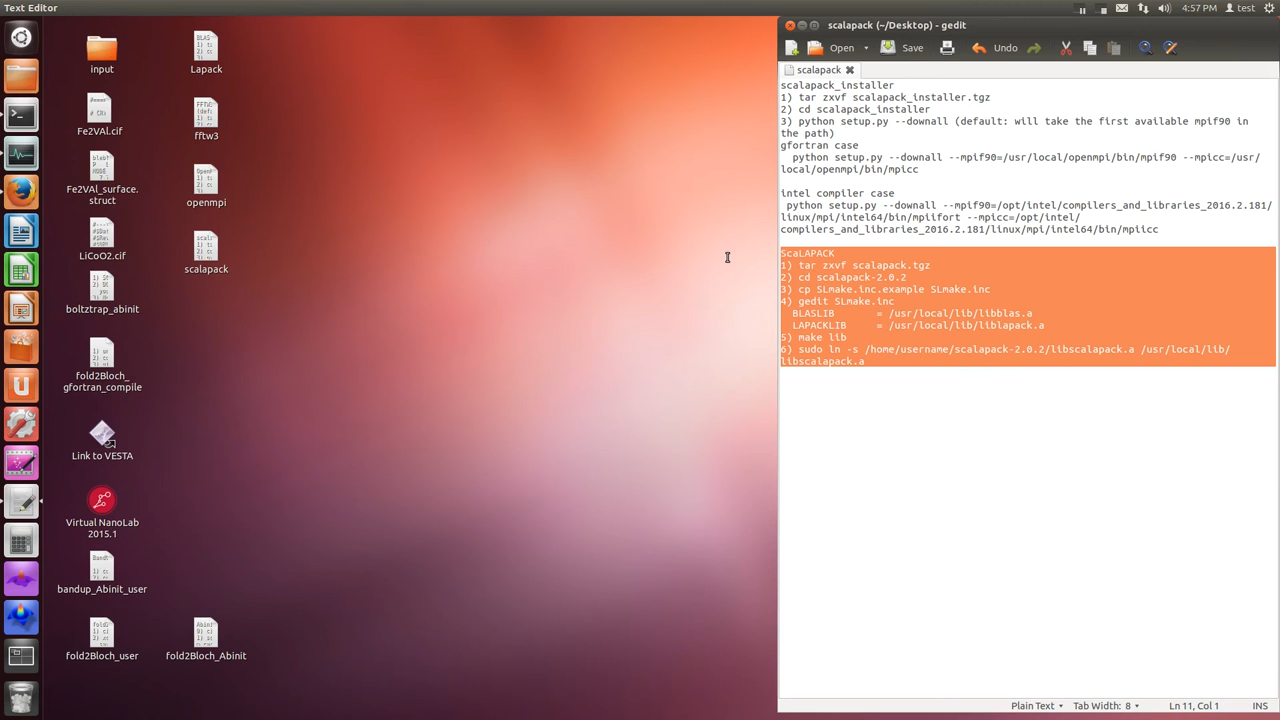 Text Editor
4:57 PM
test
scalapack (~/Desktop) - gedit
Open
Save
Undo
scalapack
scalapack_installer
1) tar zxvf scalapack_installer.tgz
2) cd scalapack_installer
3) python setup.py --downall (default: will take the first available mpif90 in
the path)
gfortran case
python setup.py --downall --mpif90=/usr/local/openmpi/bin/mpif90 --mpicc=/usr/
local/openmpi/bin/mpicc
intel compiler case
python setup.py --downall --mpif90=/opt/intel/compilers_and_libraries_2016.2.181/
linux/mpi/intel64/bin/mpiifort --mpicc=/opt/intel/
compilers_and_libraries_2016.2.181/linux/mpi/intel64/bin/mpiicc
ScaLAPACK
1) tar zxvf scalapack.tgz
2) cd scalapack-2.0.2
3) cp SLmake.inc.example SLmake.inc
4) gedit SLmake.inc
BLASLIB = /usr/local/lib/libblas.a
LAPACKLIB = /usr/local/lib/liblapack.a
5) make lib
6) sudo ln -s /home/username/scalapack-2.0.2/libscalapack.a /usr/local/lib/
libscalapack.a
Plain Text
Tab Width: 8
Ln 11, Col 1
INS
input
Lapack
Fe2VAl.cif
fftw3
Fe2VAl_surface.
struct
openmpi
LiCoO2.cif
scalapack
boltztrap_abinit
fold2Bloch_
gfortran_compile
Link to VESTA
Virtual NanoLab
2015.1
bandup_Abinit_user
fold2Bloch_user
fold2Bloch_Abinit